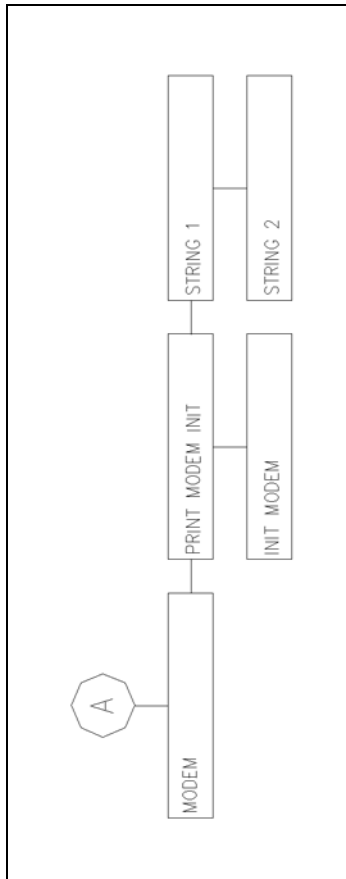 A
MODEM
PRINT MODEM INIT
INIT MODEM
STRING 1
STRING 2